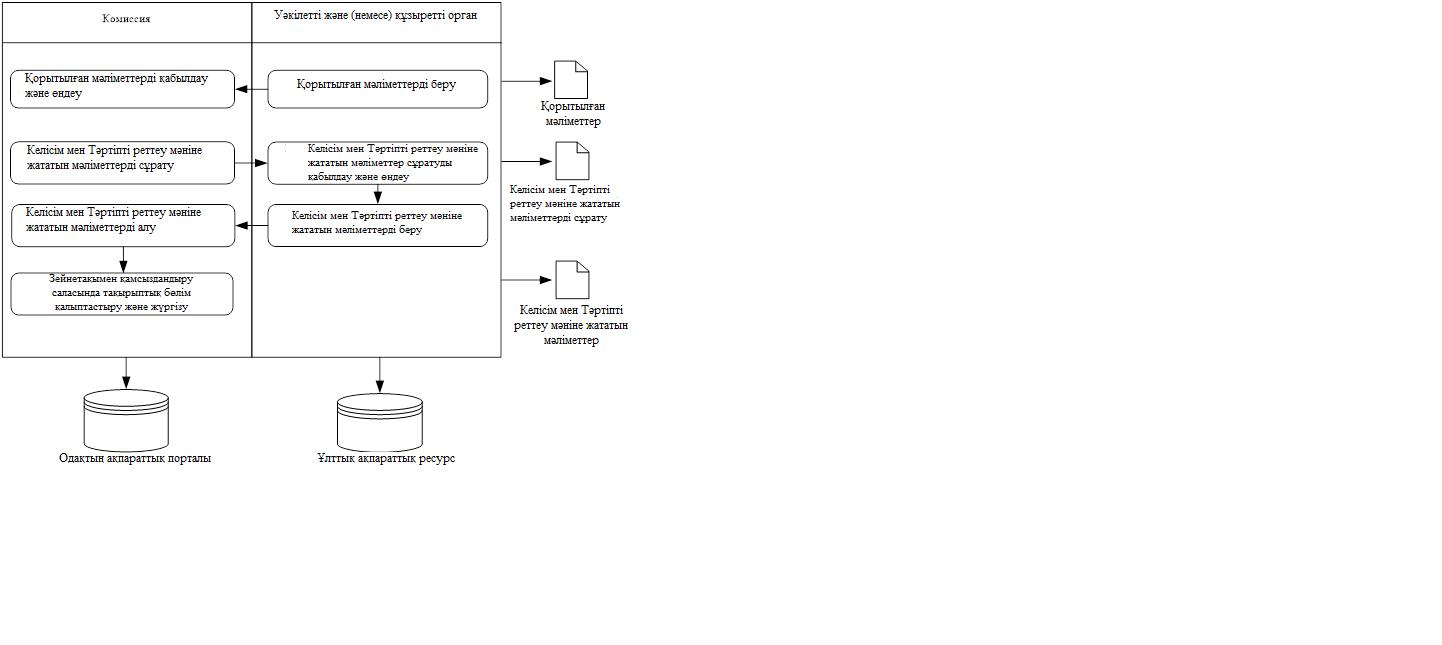 Комиссия
Уәкілетті және (немесе) құзыретті орган
Қорытылған мәліметтерді қабылдау
және өңдеу
Қорытылған мәліметтерді беру
Қорытылған
мәліметтер
Келісім мен Тәртіпті реттеу мәніне
жататын мәліметтерді сұрату
Келісім мен Тәртіпті реттеу мәніне
жататын мәліметтер сұратуды
қабылдау және өңдеу
Келісім мен Тәртіпті
реттеу мәніне жататын
мәліметтерді сұрату
Келісім мен Тәртіпті реттеу мәніне
жататын мәліметтерді алу
Келісім мен Тәртіпті реттеу мәніне
жататын мәліметтерді беру
Зейнетақымен қамсыздандыру
саласында тақырыптық бөлім
қалыптастыру және жүргізу
Келісім мен Тәртіпті
реттеу мәніне жататын
мәліметтер
Одақтың ақпараттық порталы
Ұлттық ақпараттық ресурс